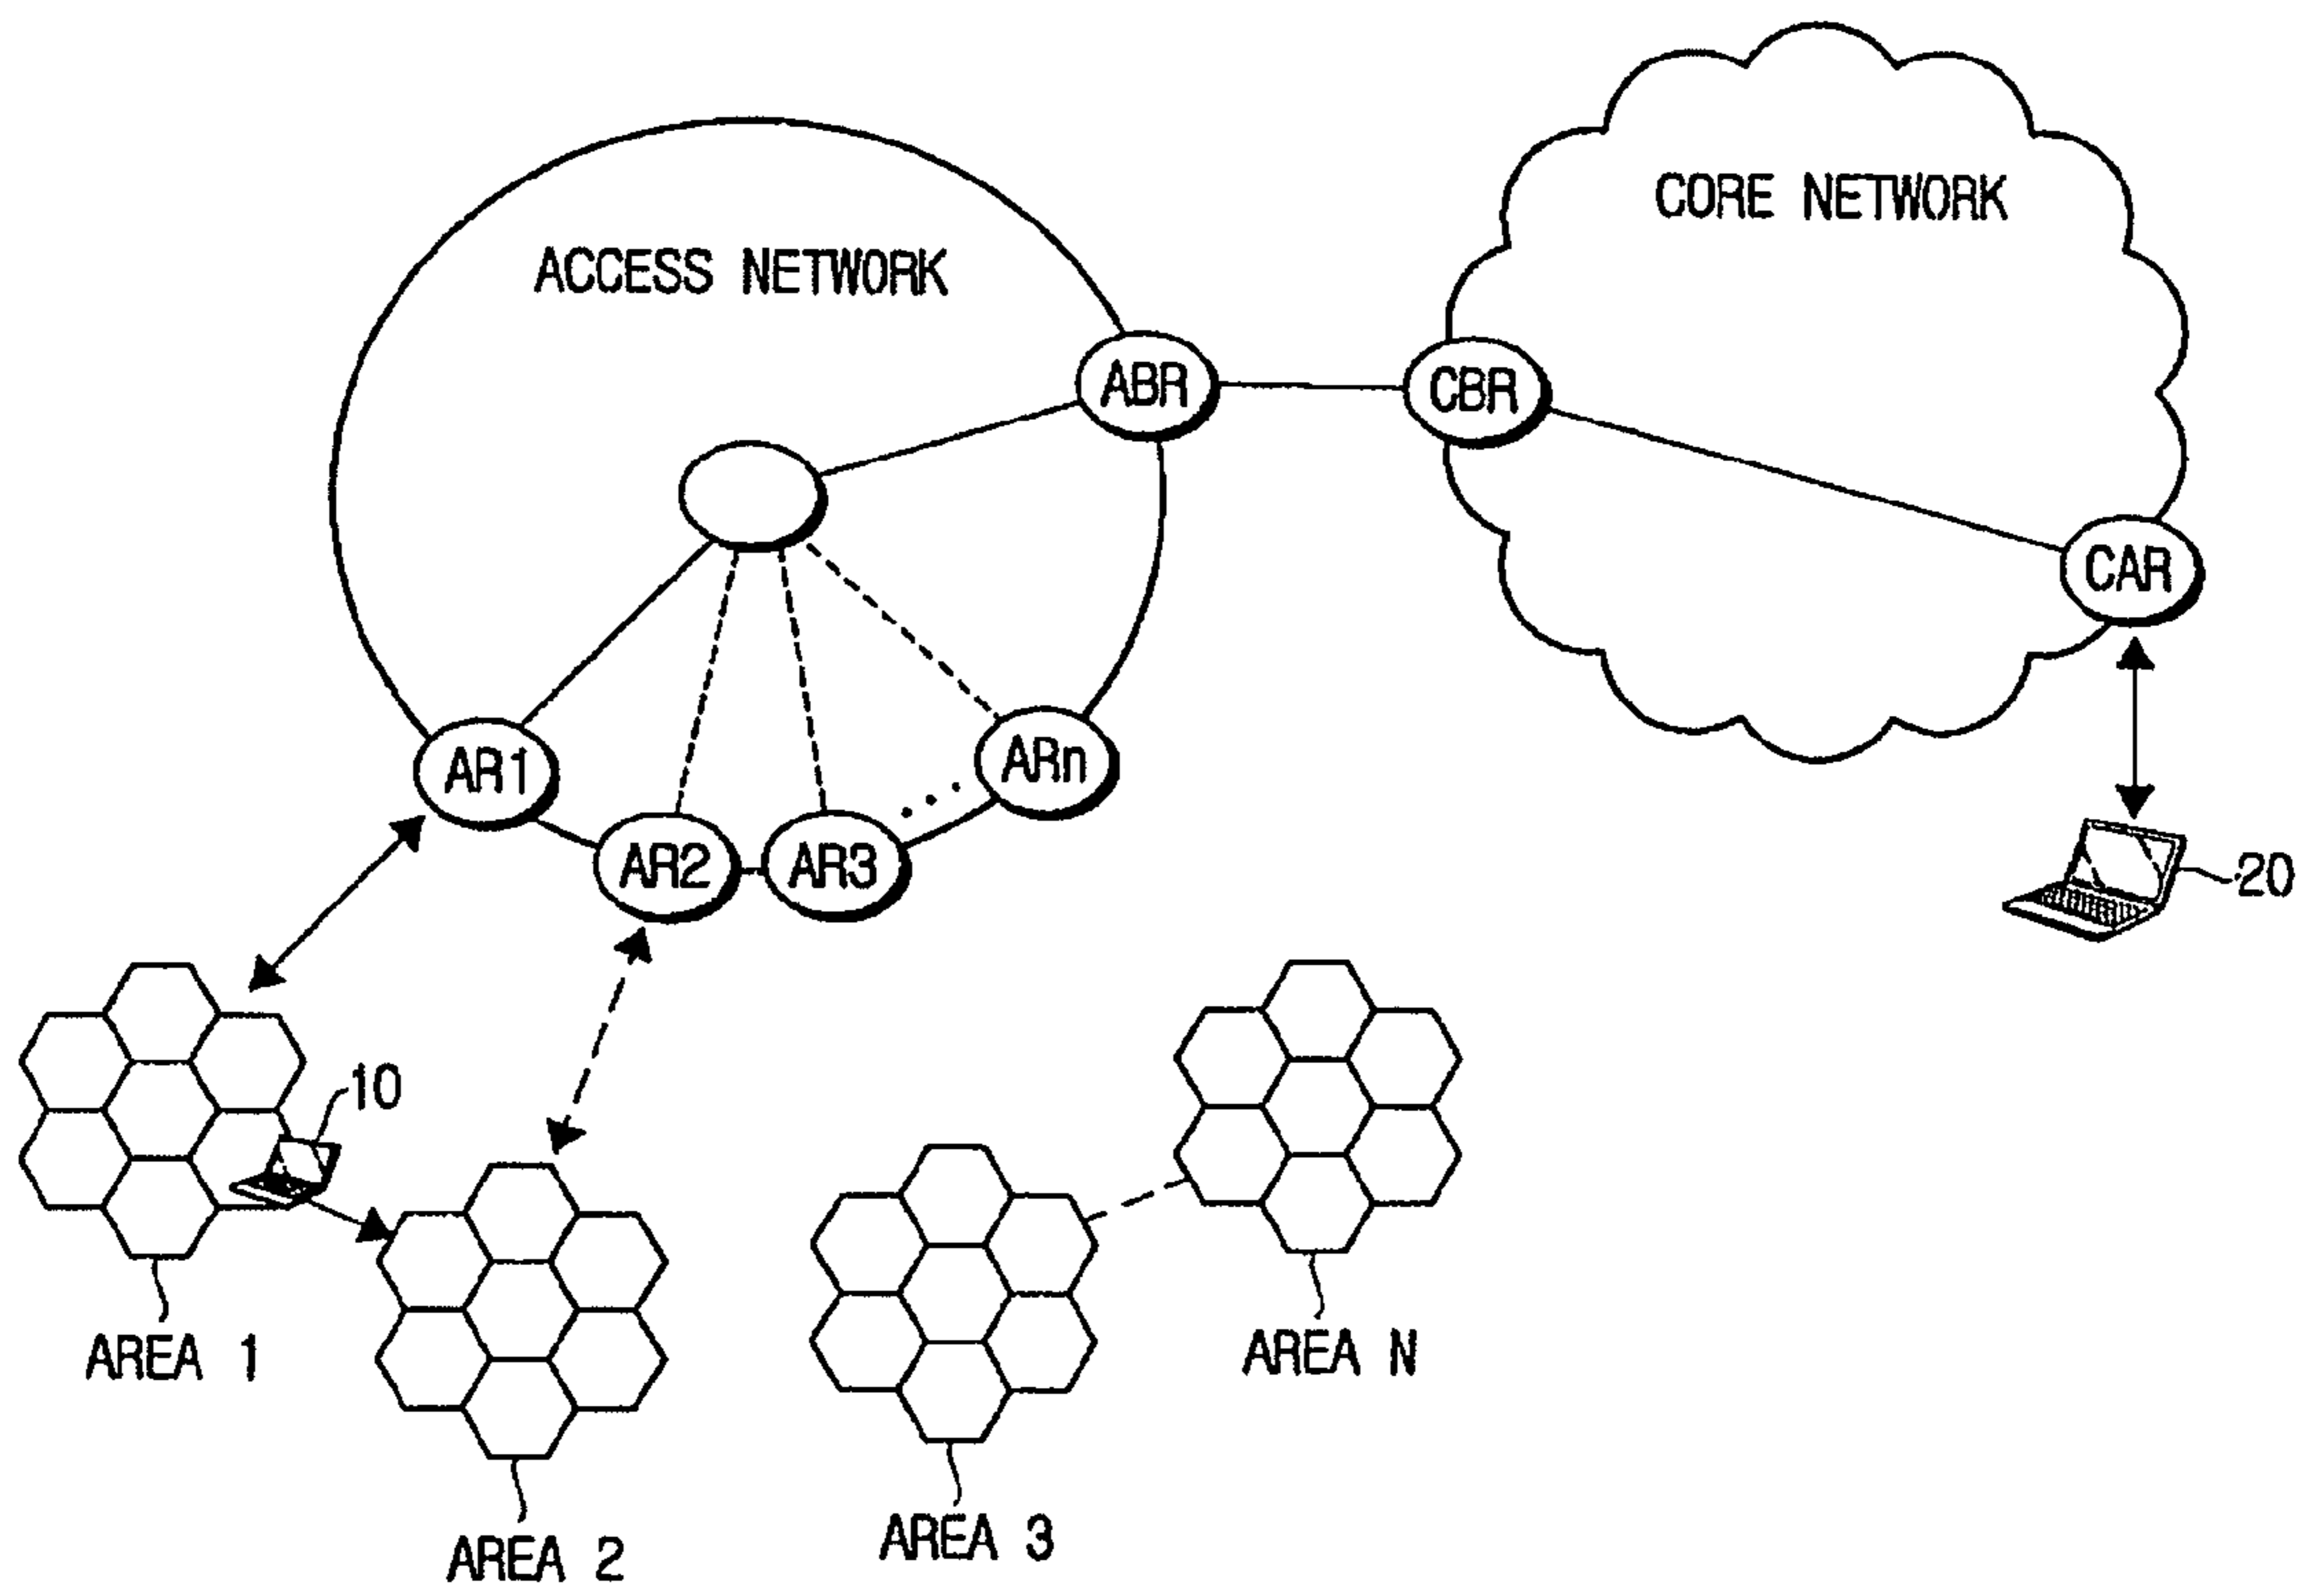 CORE NETWORK
ACCESS NETWORK
ABR
CBR
CAR
AR1
ARn
AR2
AR3
20
10
AREA 1
AREA N
AREA 2
AREA 3